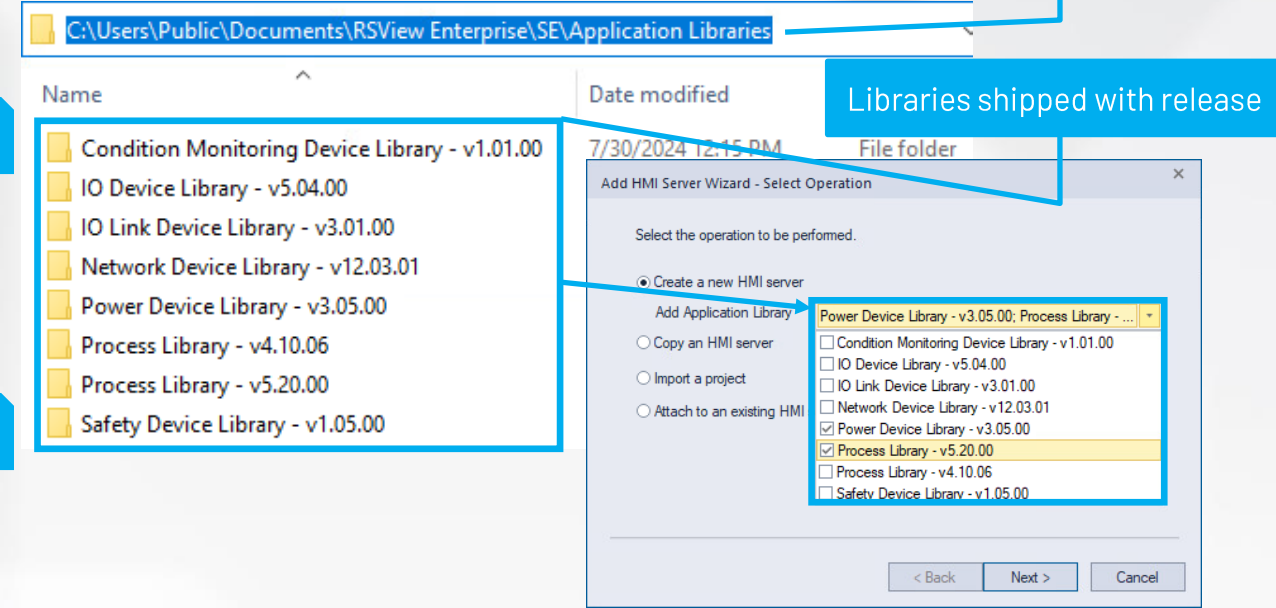 C:\Users\Public\Documents\RSView Enterprise\SE\Application Libraries
Name
Date modified
Libraries shipped with release
Condition Monitoring Device Library - v1.01.00
7/30/2024 12:15 PM
File folder
IO Device Library - v5.04.00
IO Link Device Library - v3.01.00
Network Device Library - v12.03.01
Power Device Library - v3.05.00
Process Library - v4.10.06
Process Library - v5.20.00
Safety Device Library - v1.05.00
Add HMI Server Wizard - Select Operation
Select the operation to be performed.
Create a new HMI server
Add Application Library
Power Device Library - v3.05.00; Process Library - ...
Copy an HMI server
Import a project
Attach to an existing HMI
Condition Monitoring Device Library - v1.01.00
IO Device Library - v5.04.00
IO Link Device Library - v3.01.00
Network Device Library - v12.03.01
Power Device Library - v3.05.00
Process Library - v5.20.00
Process Library - v4.10.06
Safety Device Library - v1.05.00
< Back
Next >
Cancel